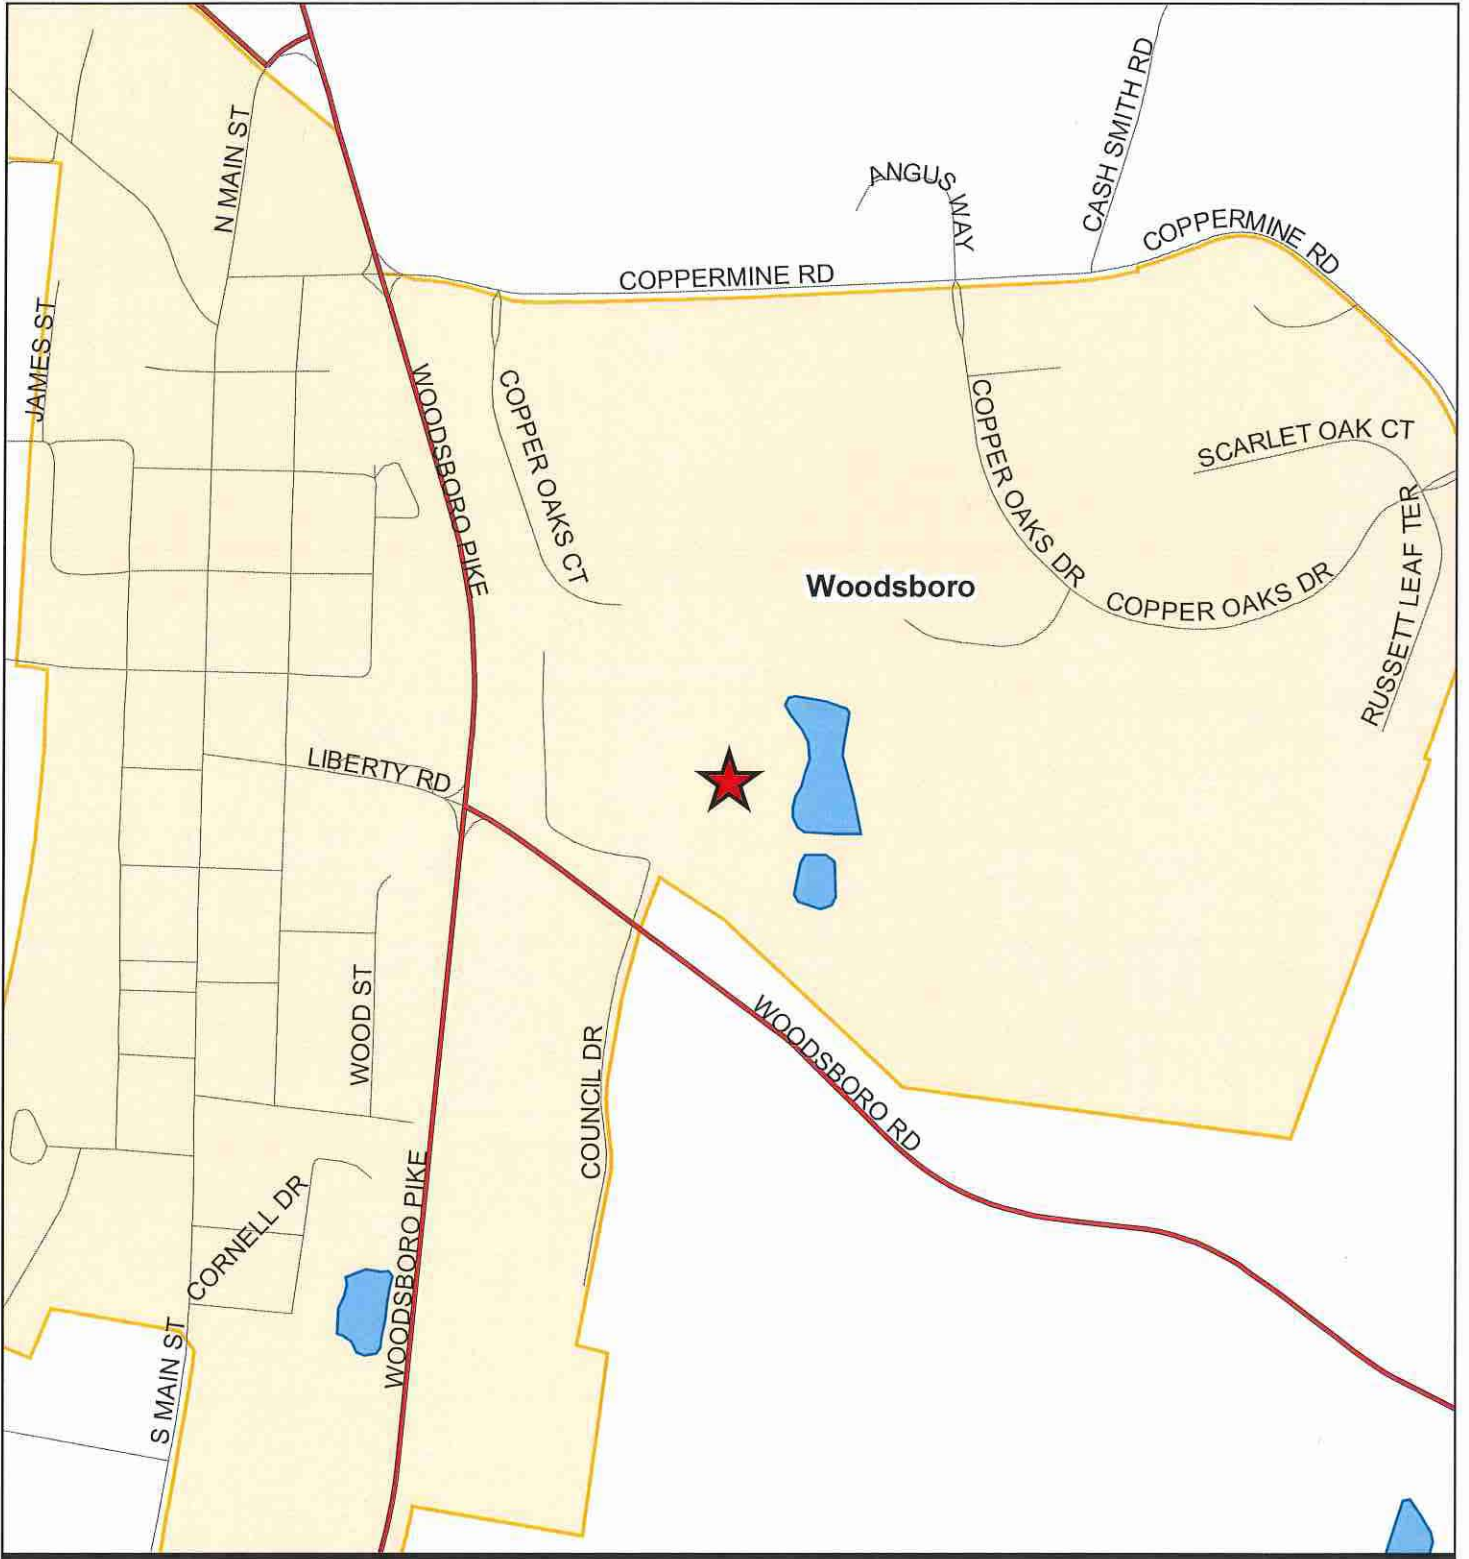 N MAIN ST
CASH SMITH RD
ANGUS WAY
COPPERMINE RD
COPPERMINE RD
JAMES ST
WOODSBORO PIKE
COPPER OAKS CT
COPPER OAKS DR
SCARLET OAK CT
RUSSETT LEAF TER
Woodsboro
COPPER OAKS DR
LIBERTY RD
WOOD ST
COUNCIL DR
WOODSBORO RD
CORNELL DR
WOODSBORO PIKE
S MAIN ST